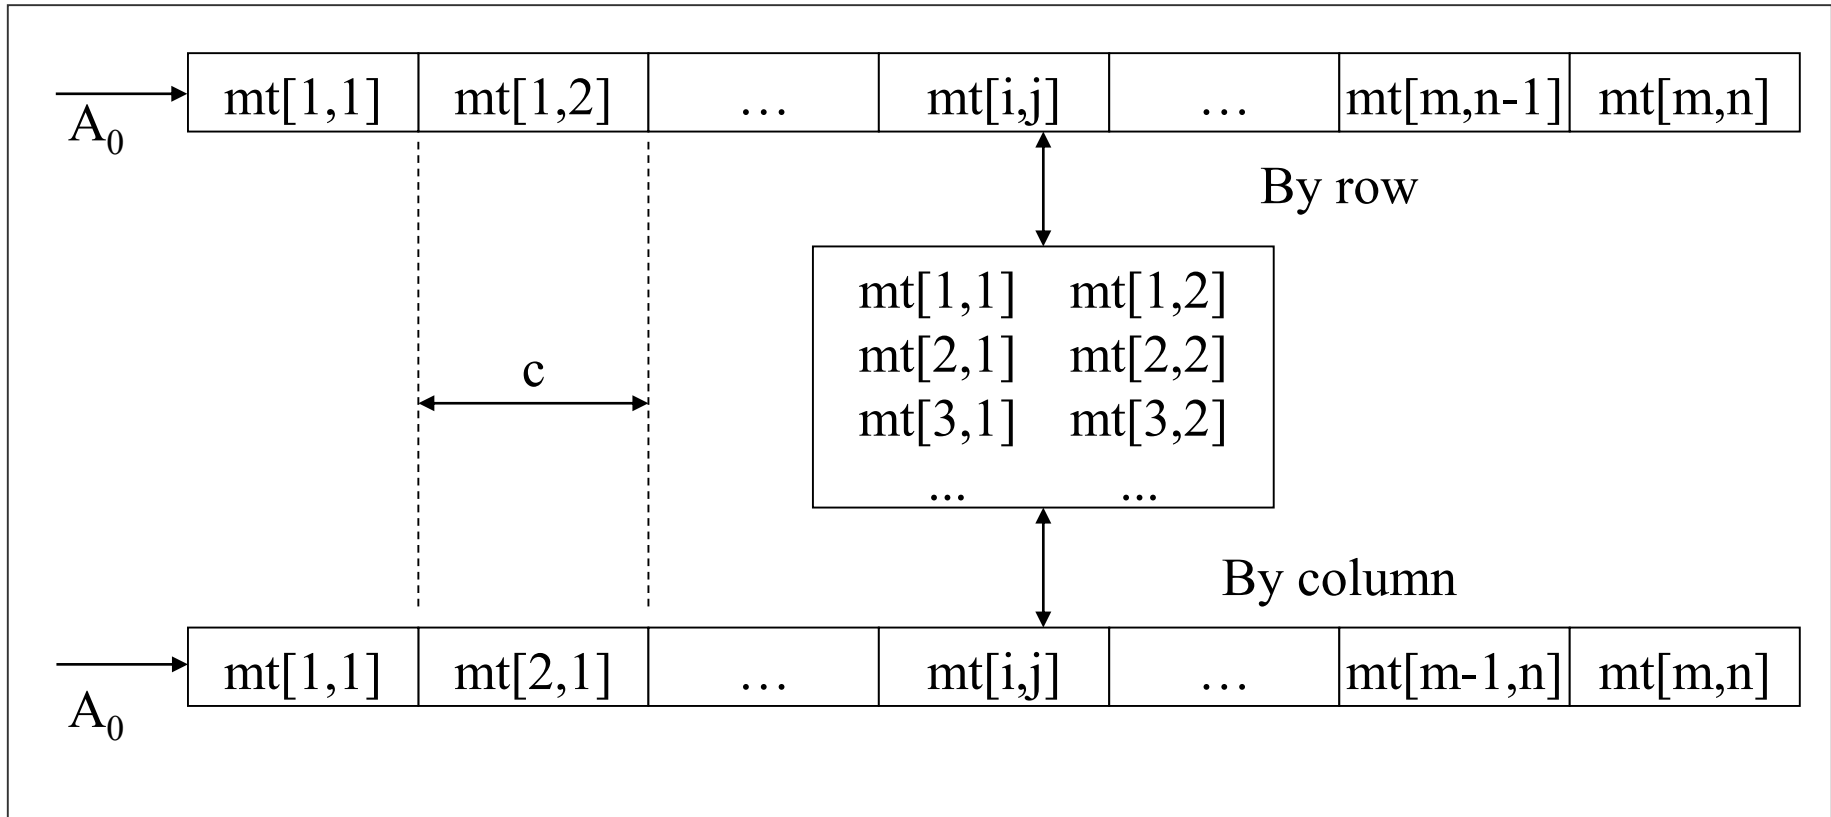 mt[1,1] mt[1,2] … mt[i,j] … mt[m,n-1] mt[m,n]
A₀
By row
mt[1,1] mt[1,2]
mt[2,1] mt[2,2]
mt[3,1] mt[3,2]
... ...
c
By column
mt[1,1] mt[2,1] … mt[i,j] … mt[m-1,n] mt[m,n]
A₀